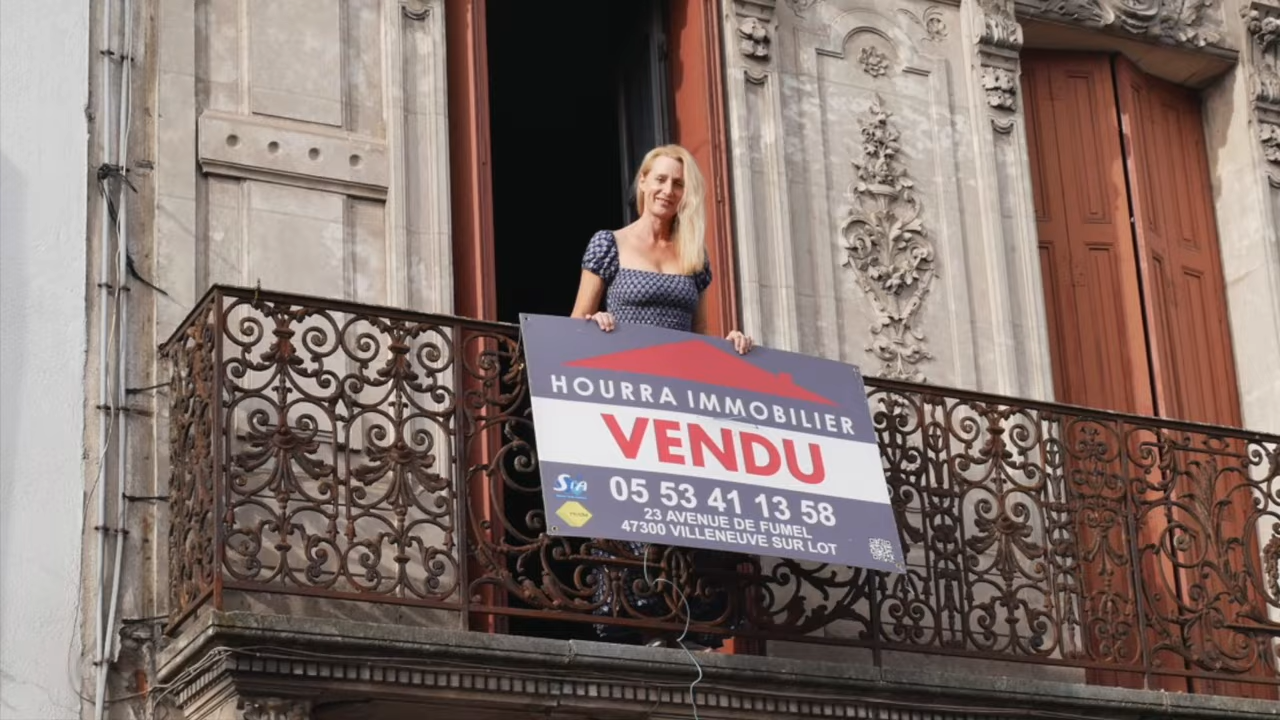 HOURRA IMMOBILIER
VENDU
05 53 41 13 58
23 AVENUE DE FUMEL
47300 VILLENEUVE SUR LOT